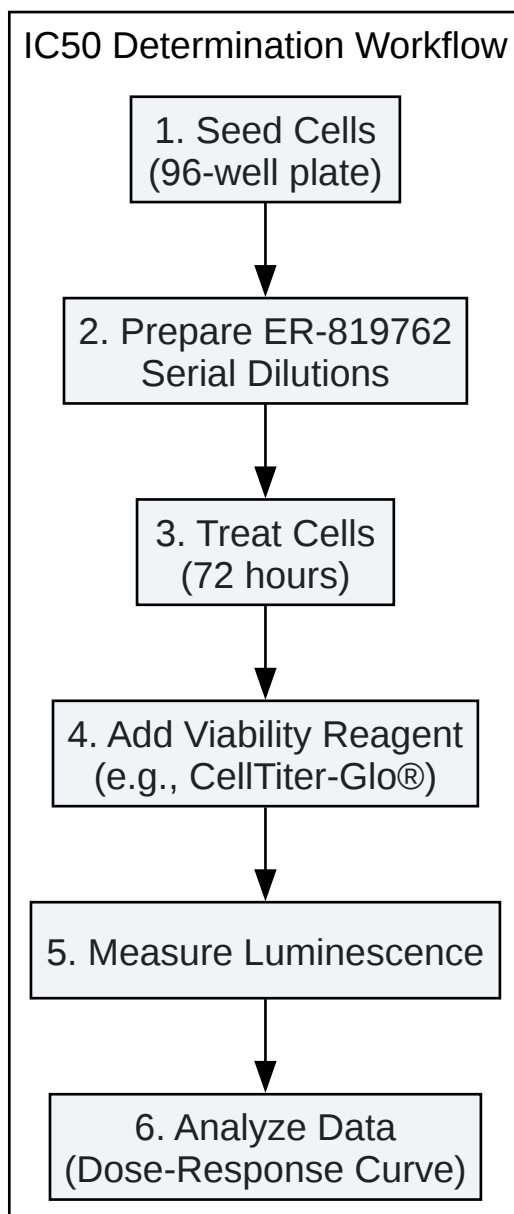 IC50 Determination Workflow
1. Seed Cells
(96-well plate)
2. Prepare ER-819762
Serial Dilutions
3. Treat Cells
(72 hours)
4. Add Viability Reagent
(e.g., CellTiter-Glo®)
5. Measure Luminescence
6. Analyze Data
(Dose-Response Curve)